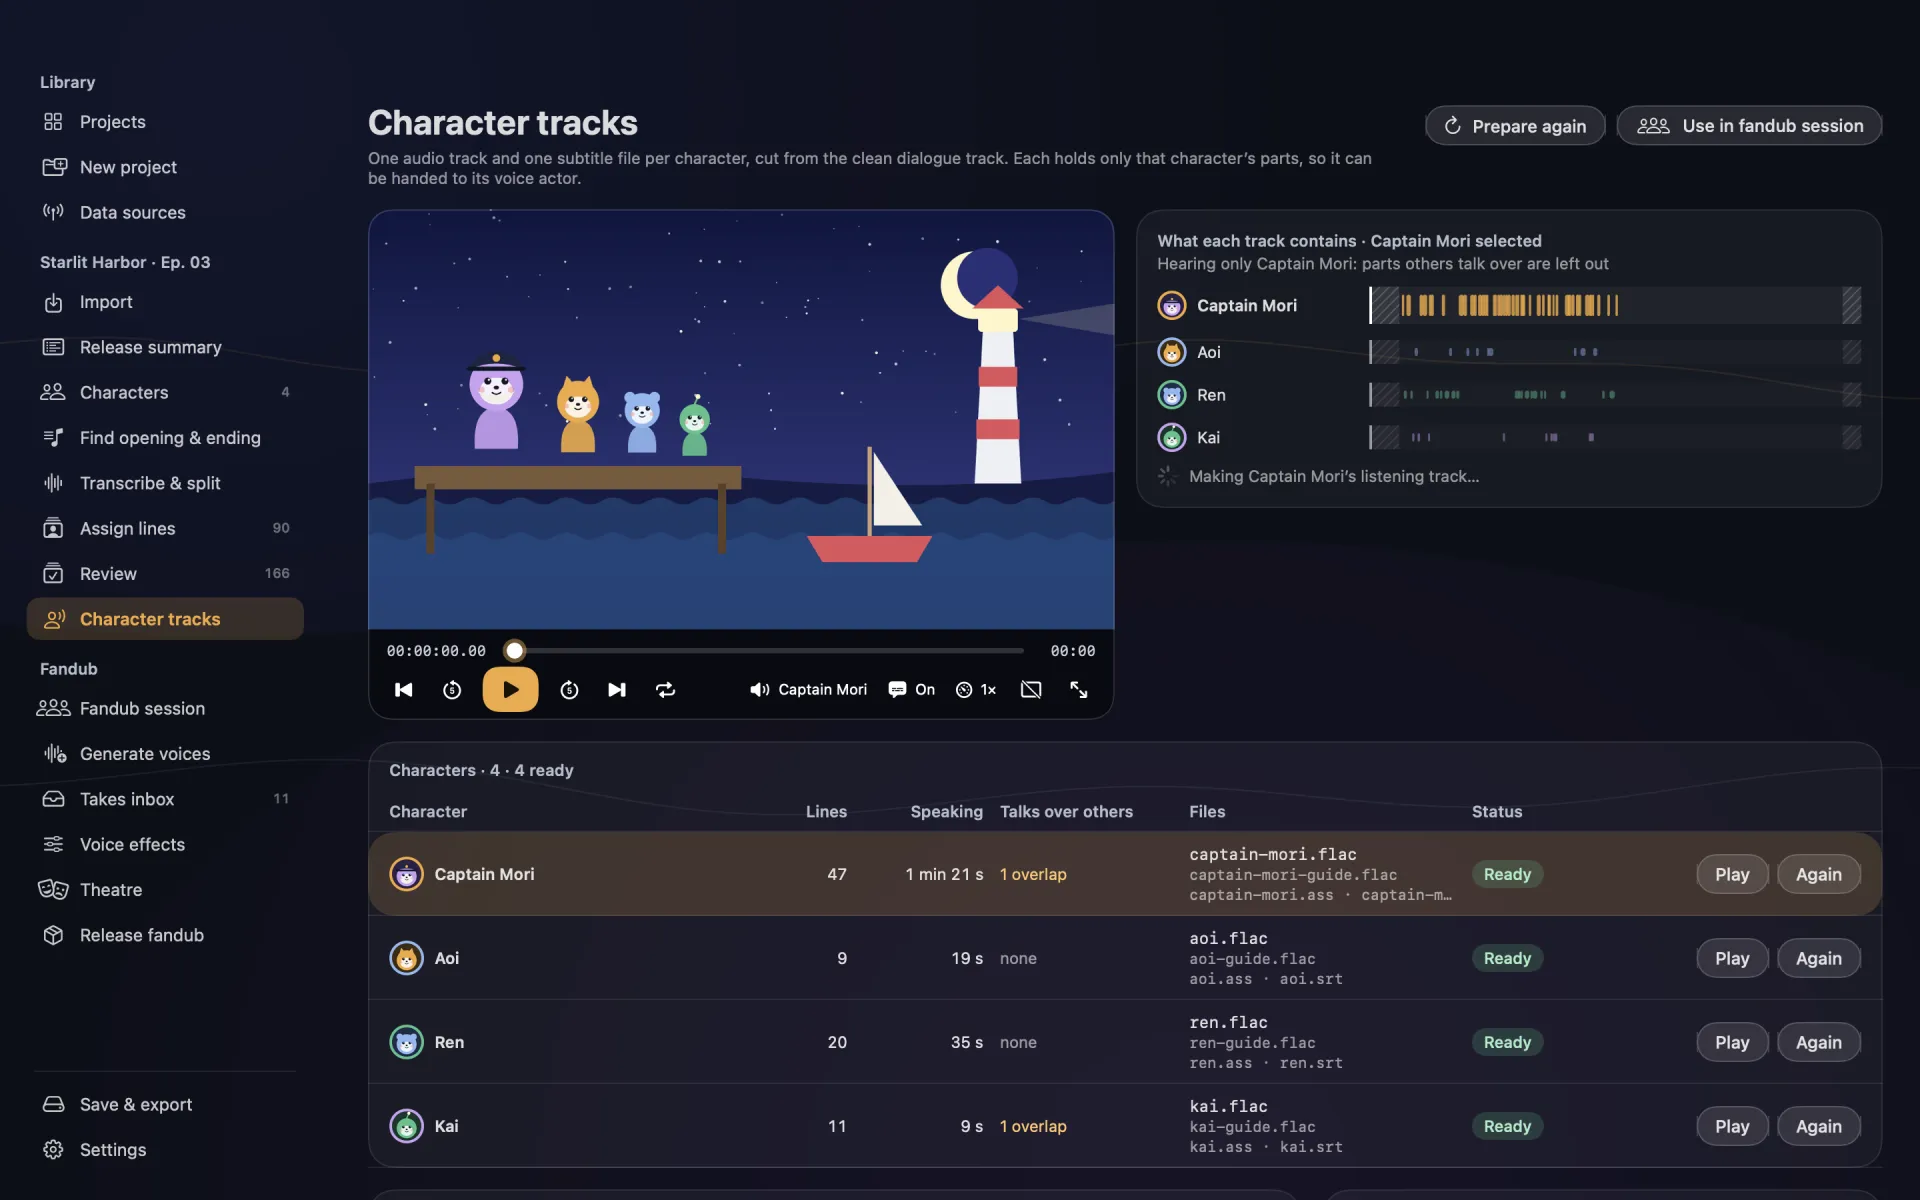 Library
Projects
New project
Data sources
Starlit Harbor · Ep. 03
Import
Release summary
Characters 4
Find opening & ending
Transcribe & split
Assign lines 90
Review 166
Character tracks
Fandub
Fandub session
Generate voices
Takes inbox 11
Voice effects
Theatre
Release fandub
Save & export
Settings
Character tracks
One audio track and one subtitle file per character, cut from the clean dialogue track. Each holds only that character’s parts, so it can
be handed to its voice actor.
Prepare again
Use in fandub session
00:00:00.00
00:00
5
5
Captain Mori
On
1×
What each track contains · Captain Mori selected
Hearing only Captain Mori: parts others talk over are left out
Captain Mori
Aoi
Ren
Kai
Making Captain Mori’s listening track…
Characters · 4 · 4 ready
Character Lines Speaking Talks over others Files Status
captain-mori.flac
Captain Mori 47 1 min 21 s 1 overlap captain-mori-guide.flac Ready Play Again
captain-mori.ass · captain-m…
aoi.flac
Aoi 9 19 s none aoi-guide.flac Ready Play Again
aoi.ass · aoi.srt
ren.flac
Ren 20 35 s none ren-guide.flac Ready Play Again
ren.ass · ren.srt
kai.flac
Kai 11 9 s 1 overlap kai-guide.flac Ready Play Again
kai.ass · kai.srt